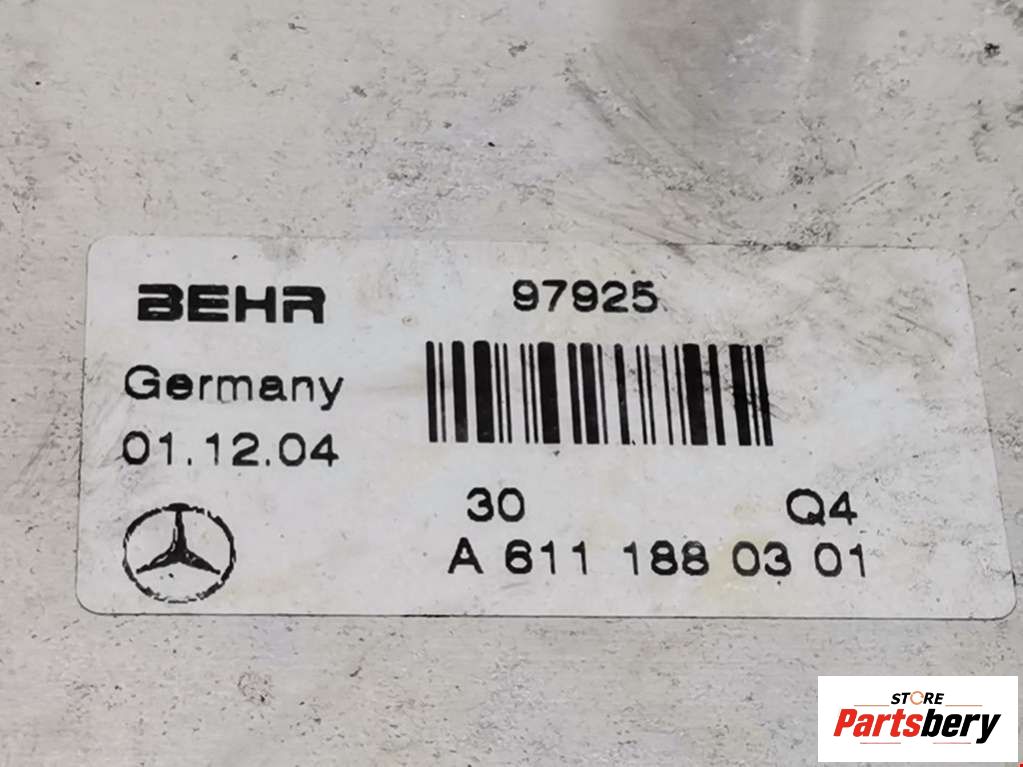 BEHR
97925
Germany
01.12.04
30
Q4
A 611 188 03 01
STORE
Partsbery